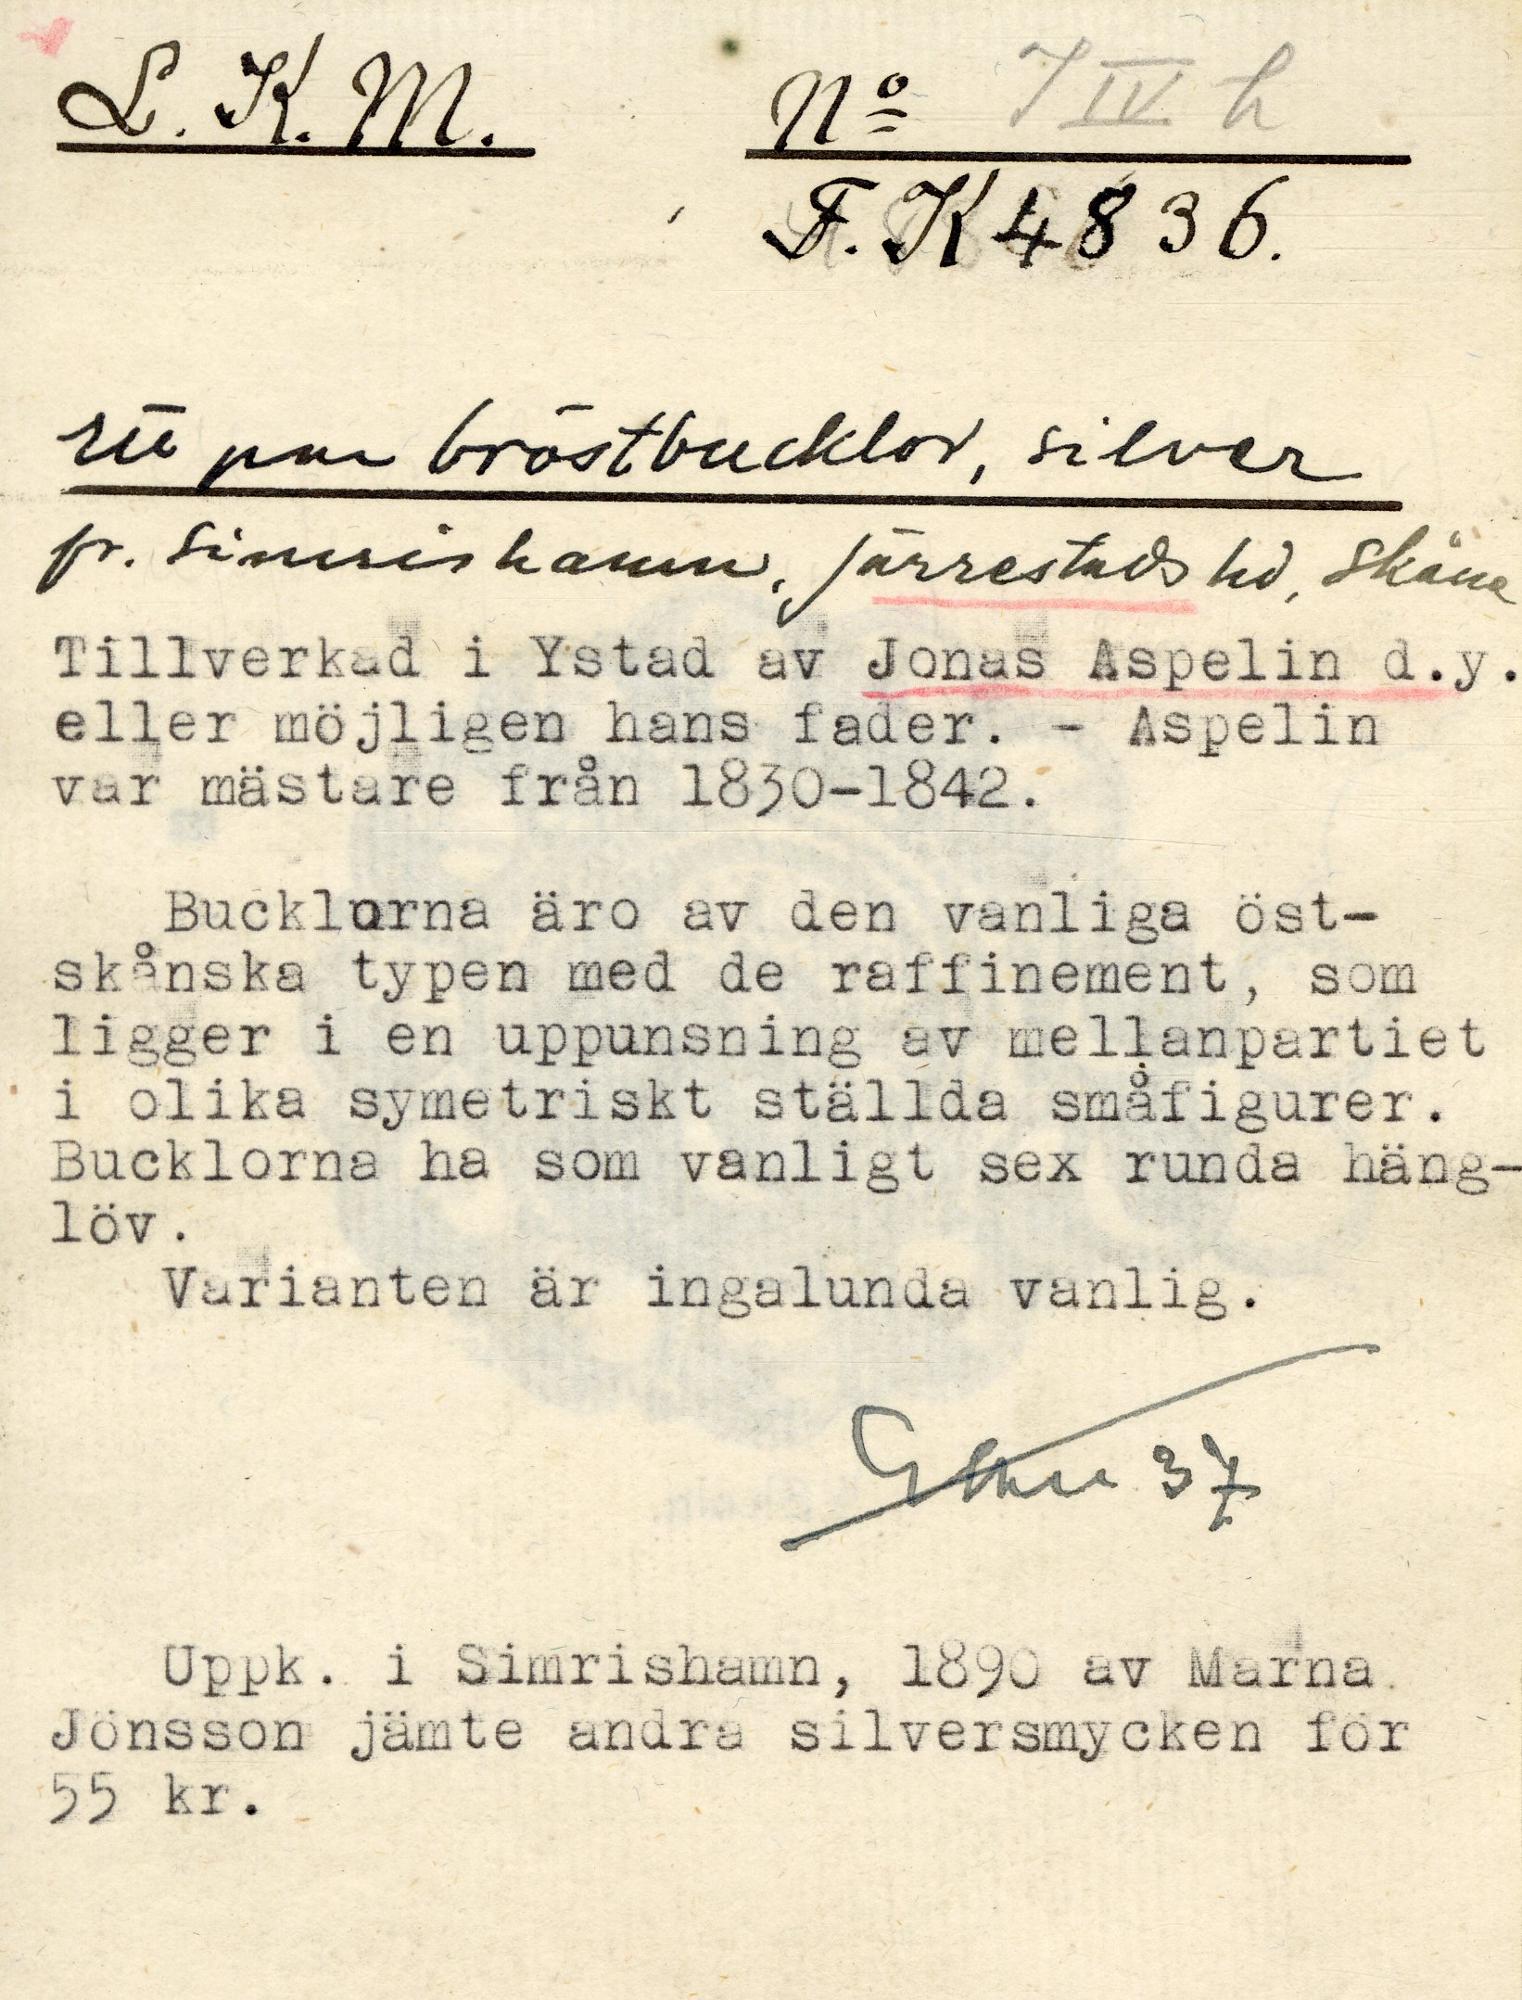 L. K. M.
Nº 7 IV h
F. K 4836.
Ett par bröstbucklor, silver
fr. Simrishamn, Järrestads hd, Skåne
Tillverkad i Ystad av Jonas Aspelin d.y.
eller möjligen hans fader. - Aspelin
var mästare från 1830-1842.
Bucklorna äro av den vanliga öst-
skånska typen med de raffinement, som
ligger i en uppunsning av mellanpartiet
i olika symetriskt ställda småfigurer.
Bucklorna ha som vanligt sex runda häng-
löv.
Varianten är ingalunda vanlig.
37
Uppk. i Simrishamn, 1890 av Marna
Jönsson jämte andra silversmycken för
55 kr.